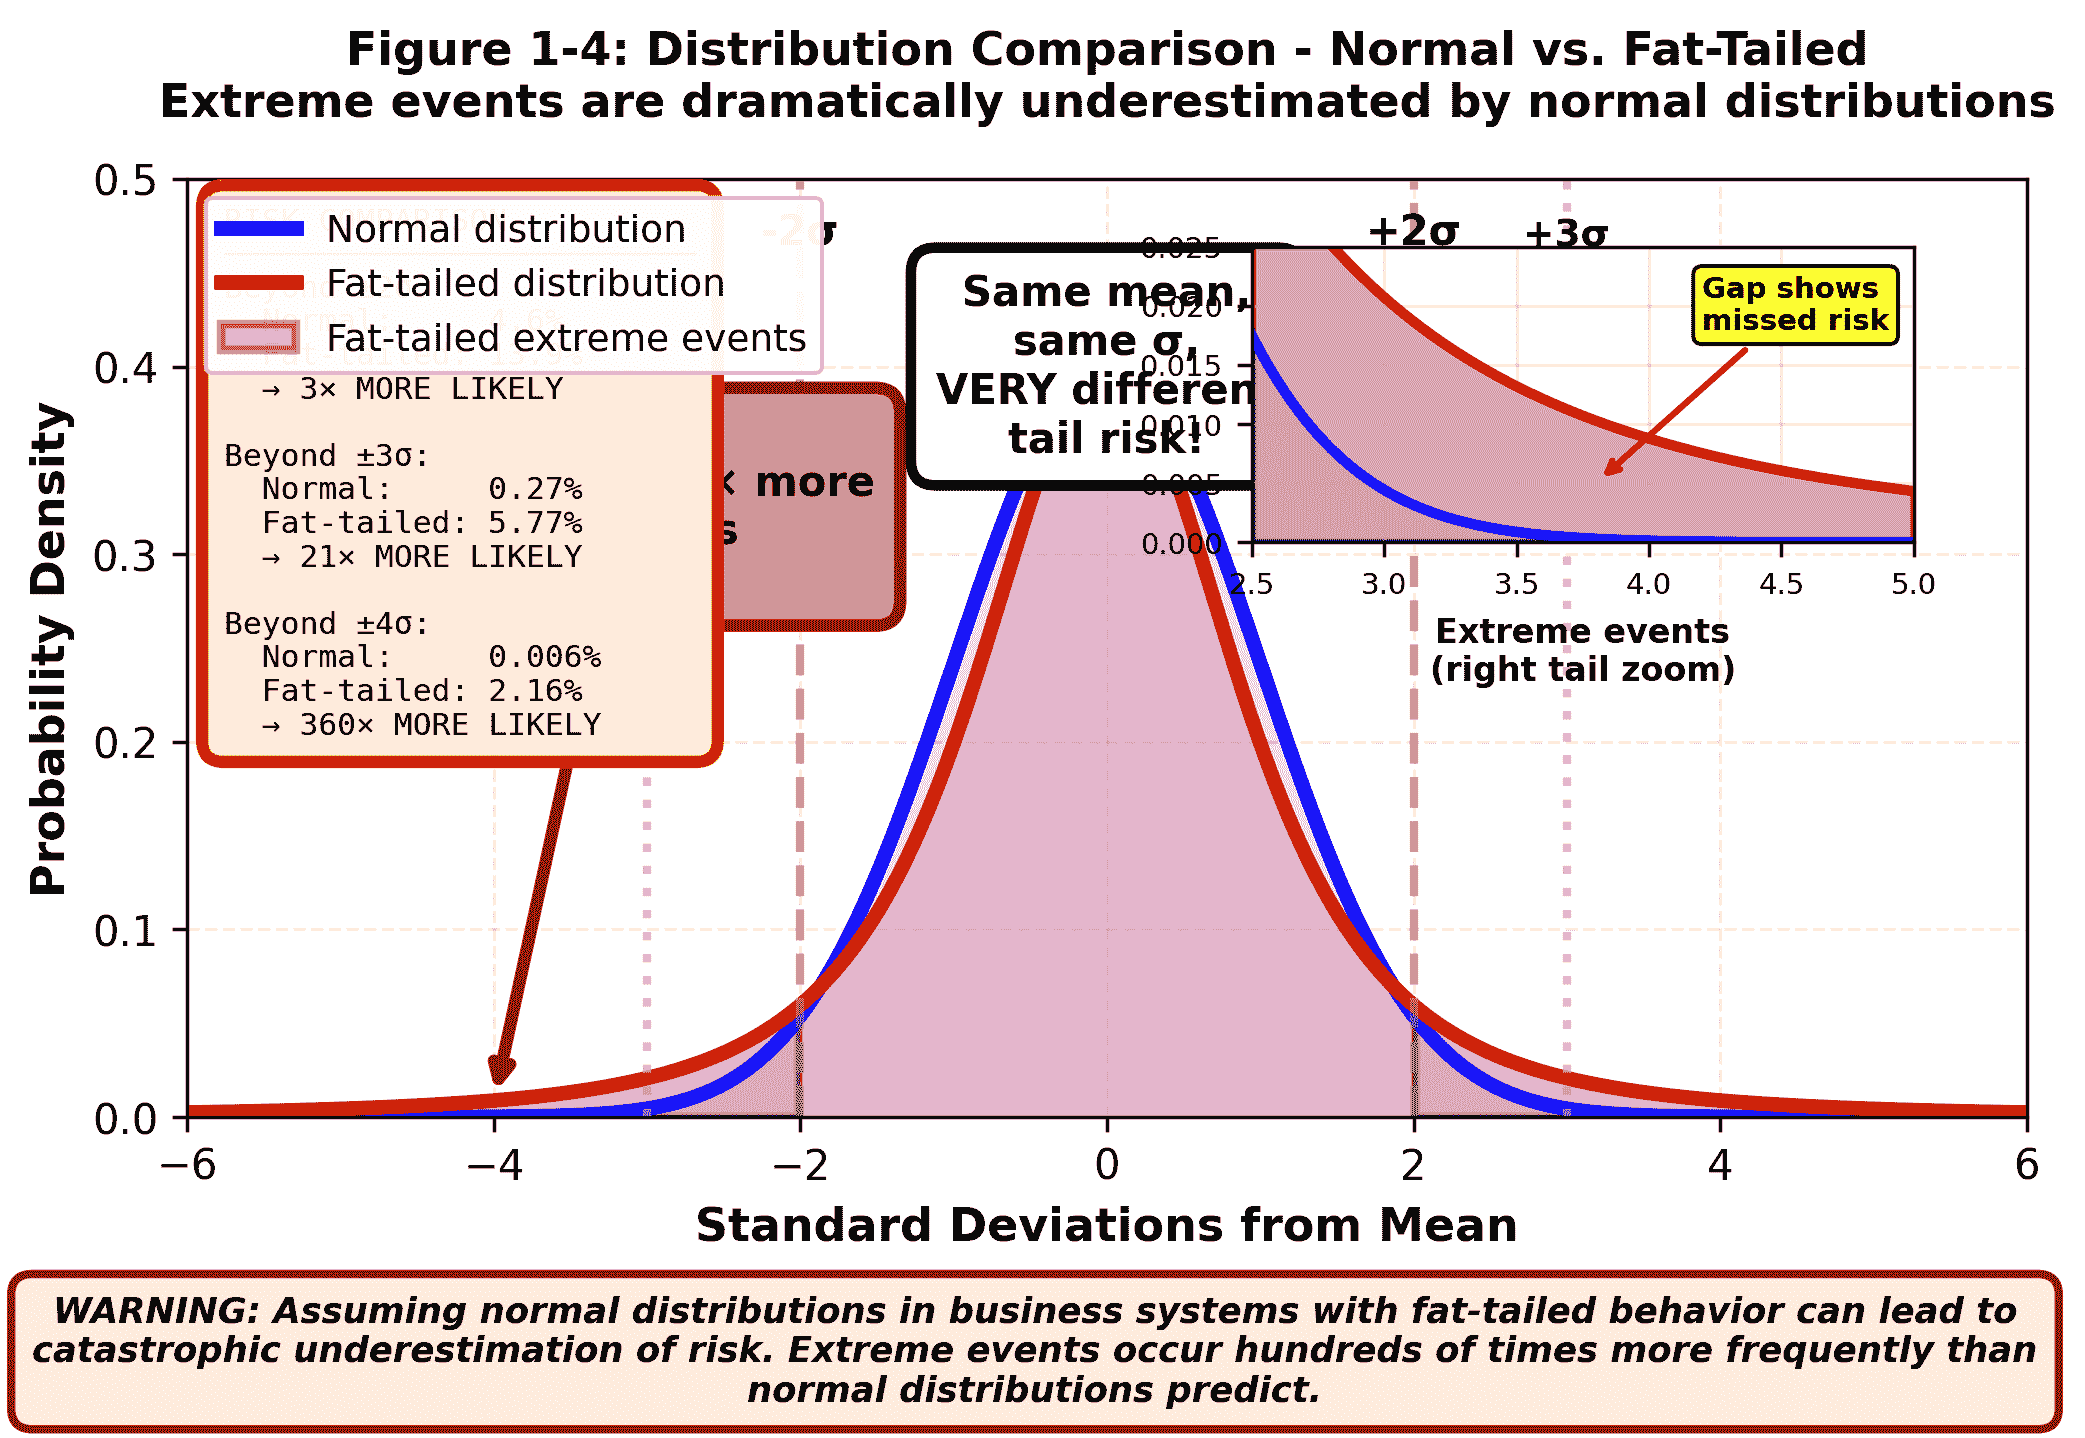 Figure 1-4: Distribution Comparison - Normal vs. Fat-Tailed
Extreme events are dramatically underestimated by normal distributions
Probability Density
0.5
0.4
0.3
0.2
0.1
0.0
Normal distribution
Fat-tailed distribution
Fat-tailed extreme events
→ 3× MORE LIKELY
Beyond ±3σ:
Normal: 0.27%
Fat-tailed: 5.77%
→ 21× MORE LIKELY
Beyond ±4σ:
Normal: 0.006%
Fat-tailed: 2.16%
→ 360× MORE LIKELY
-2σ
× more
Same mean,
same σ,
VERY differen
tail risk!
+2σ
+3σ
0.025
0.020
0.015
0.010
0.005
0.000
Gap shows
missed risk
2.5 3.0 3.5 4.0 4.5 5.0
Extreme events
(right tail zoom)
−6 −4 −2 0 2 4 6
Standard Deviations from Mean
WARNING: Assuming normal distributions in business systems with fat-tailed behavior can lead to
catastrophic underestimation of risk. Extreme events occur hundreds of times more frequently than
normal distributions predict.